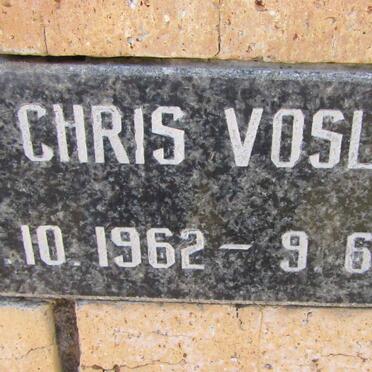 CHRIS VOSL
.10.1962 – 9.6